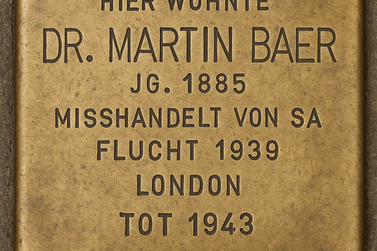 HIER WOHNTE
DR. MARTIN BAER
JG. 1885
MISSHANDELT VON SA
FLUCHT 1939
LONDON
TOT 1943